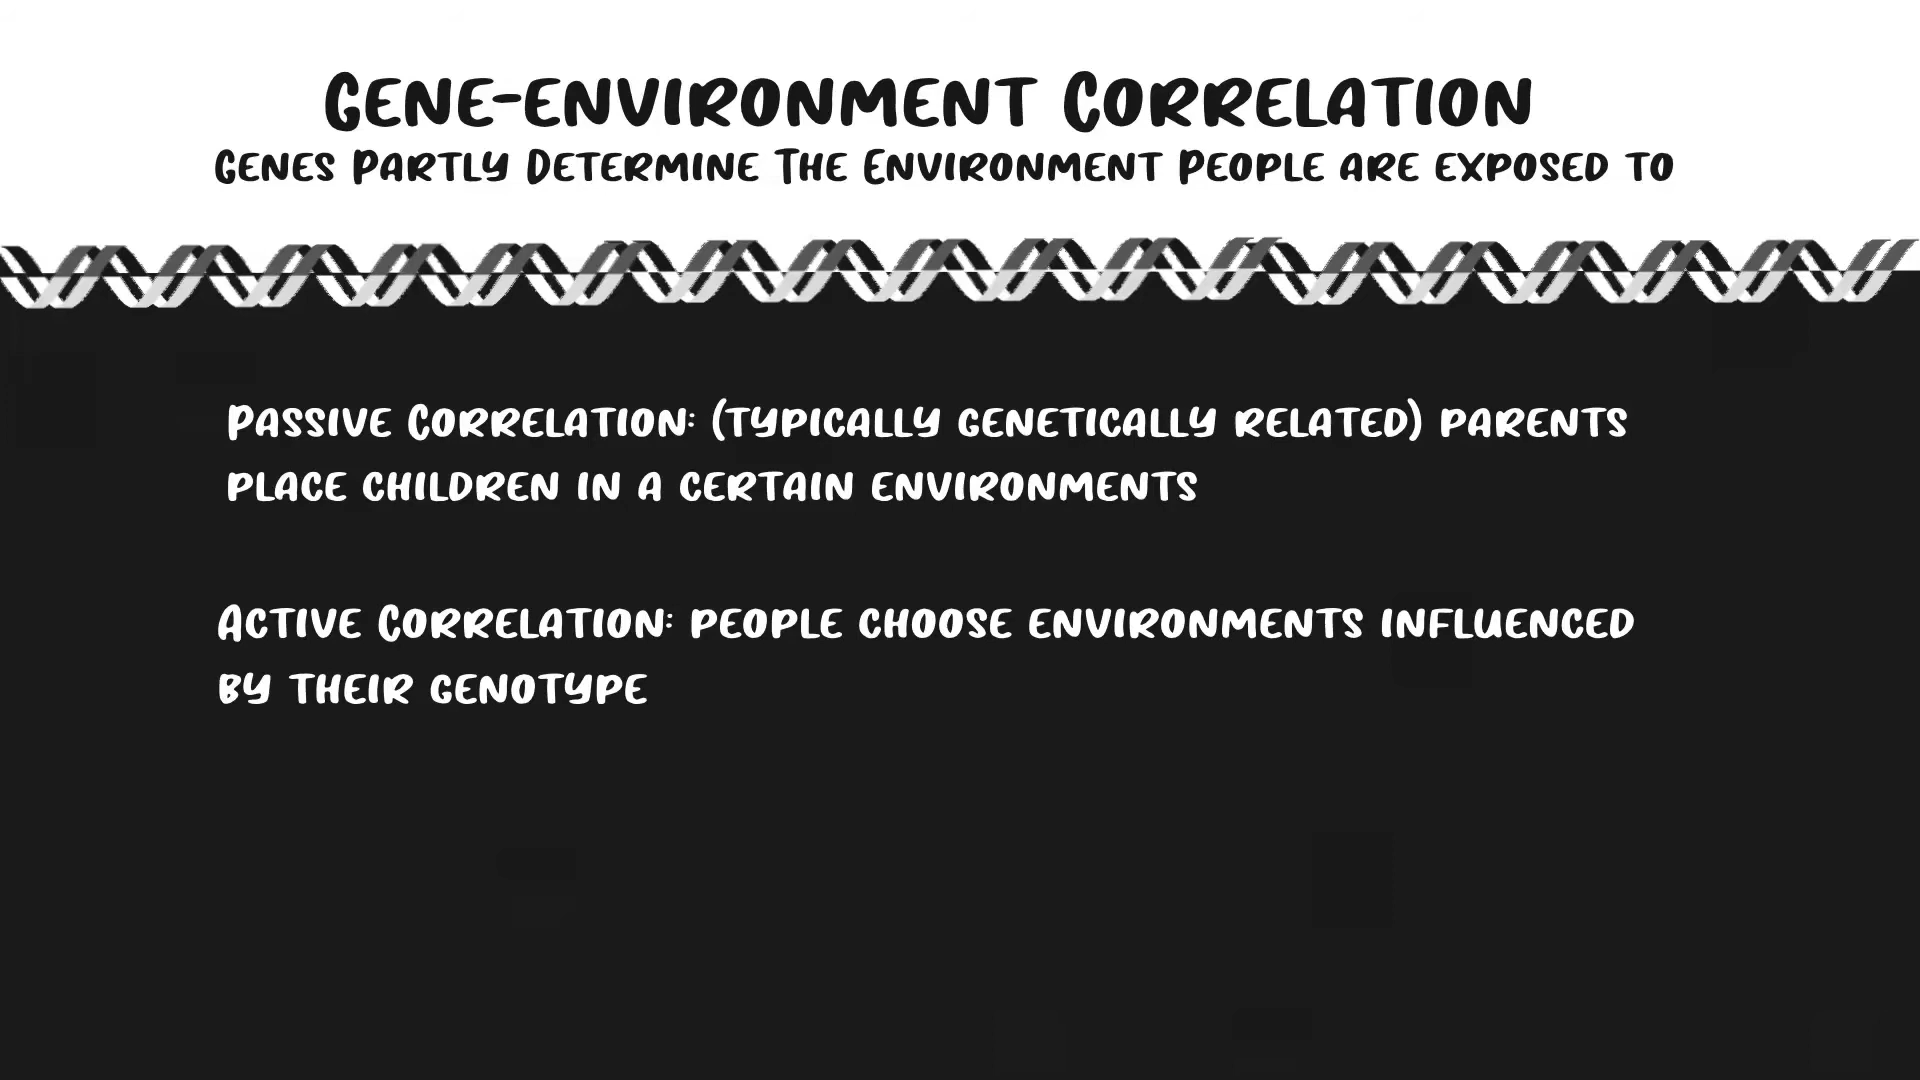 Gene-environment Correlation
Genes Partly Determine The Environment People are exposed to
Passive Correlation: (typically genetically related) parents
place children in a certain environments
Active Correlation: people choose environments influenced
by their genotype